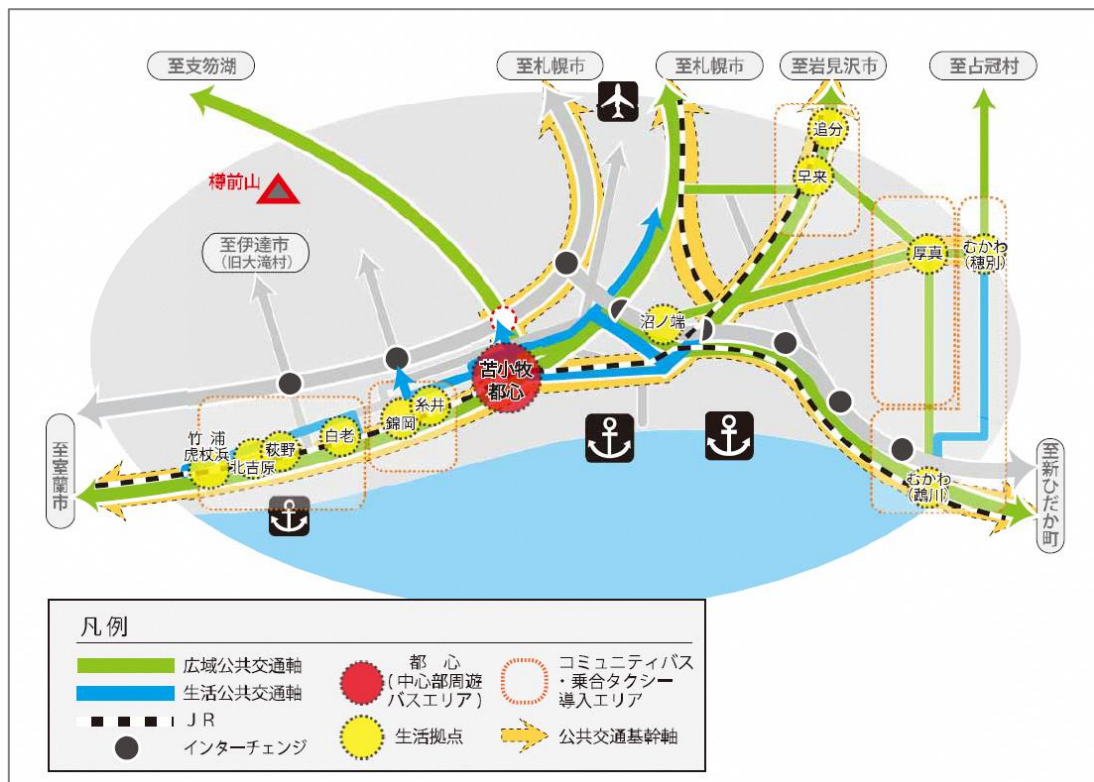 至支笏湖
至札幌市
至札幌市
至岩見沢市
至占冠村
追分
早来
樽前山
至伊達市
(旧大滝村)
厚真
むかわ
(穂別)
沼ノ端
苫小牧
都心
糸井
錦岡
白老
萩野
北吉原
竹浦
虎杖浜
至室蘭市
むかわ
(鵡川)
至新ひだか町
凡例
広域公共交通軸
生活公共交通軸
JR
インターチェンジ
都心
(中心部周遊
バスエリア)
生活拠点
コミュニティバス
・乗合タクシー
導入エリア
公共交通基幹軸